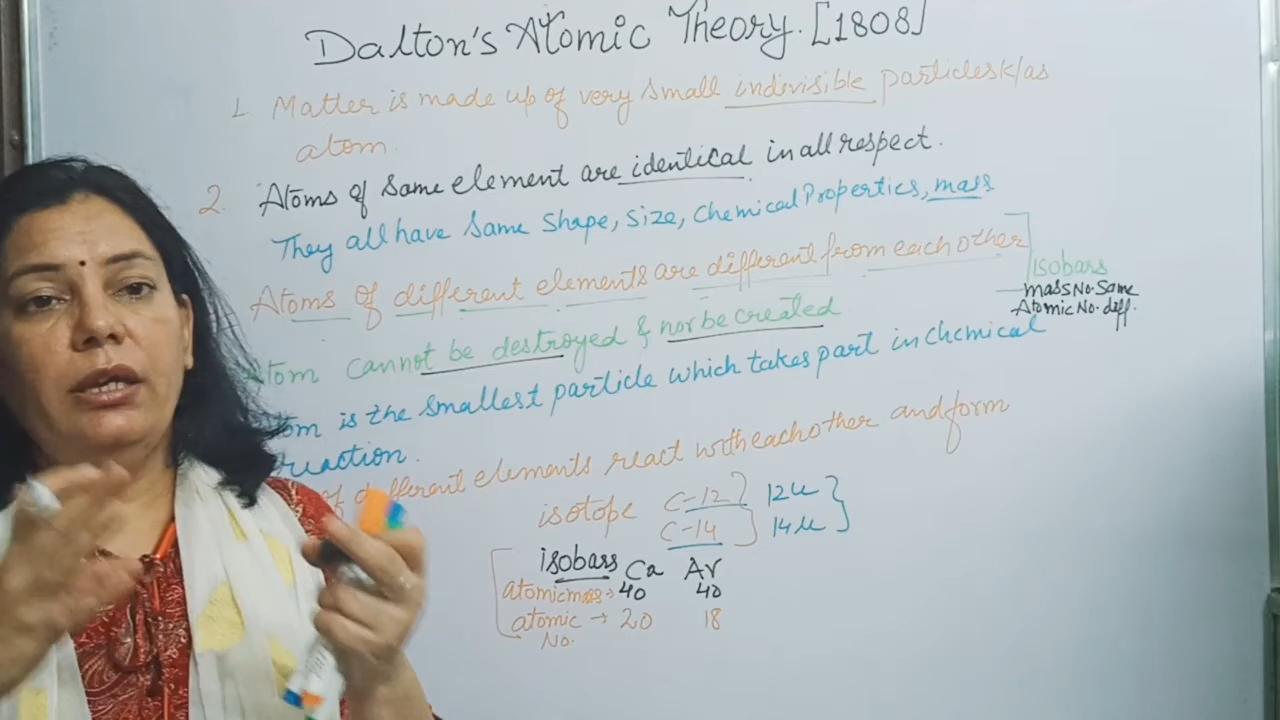 Dalton's Atomic Theory. [1808]
1. Matter is made up of very small indivisible particles k/as
atom.
2. Atoms of same element are identical in all respect.
They all have same shape, size, chemical Properties, mass
Atoms of different elements are different from each other
isobars
mass No. Same
Atomic No. diff.
Atom cannot be destroyed & nor be created
tom is the smallest particle which takes part in chemical
reaction.
of different elements react with each other and form
isotope C-12 12u
C-14 14u
isobars Ca Ar
atomic mass → 40 40
atomic → 20 18
No.